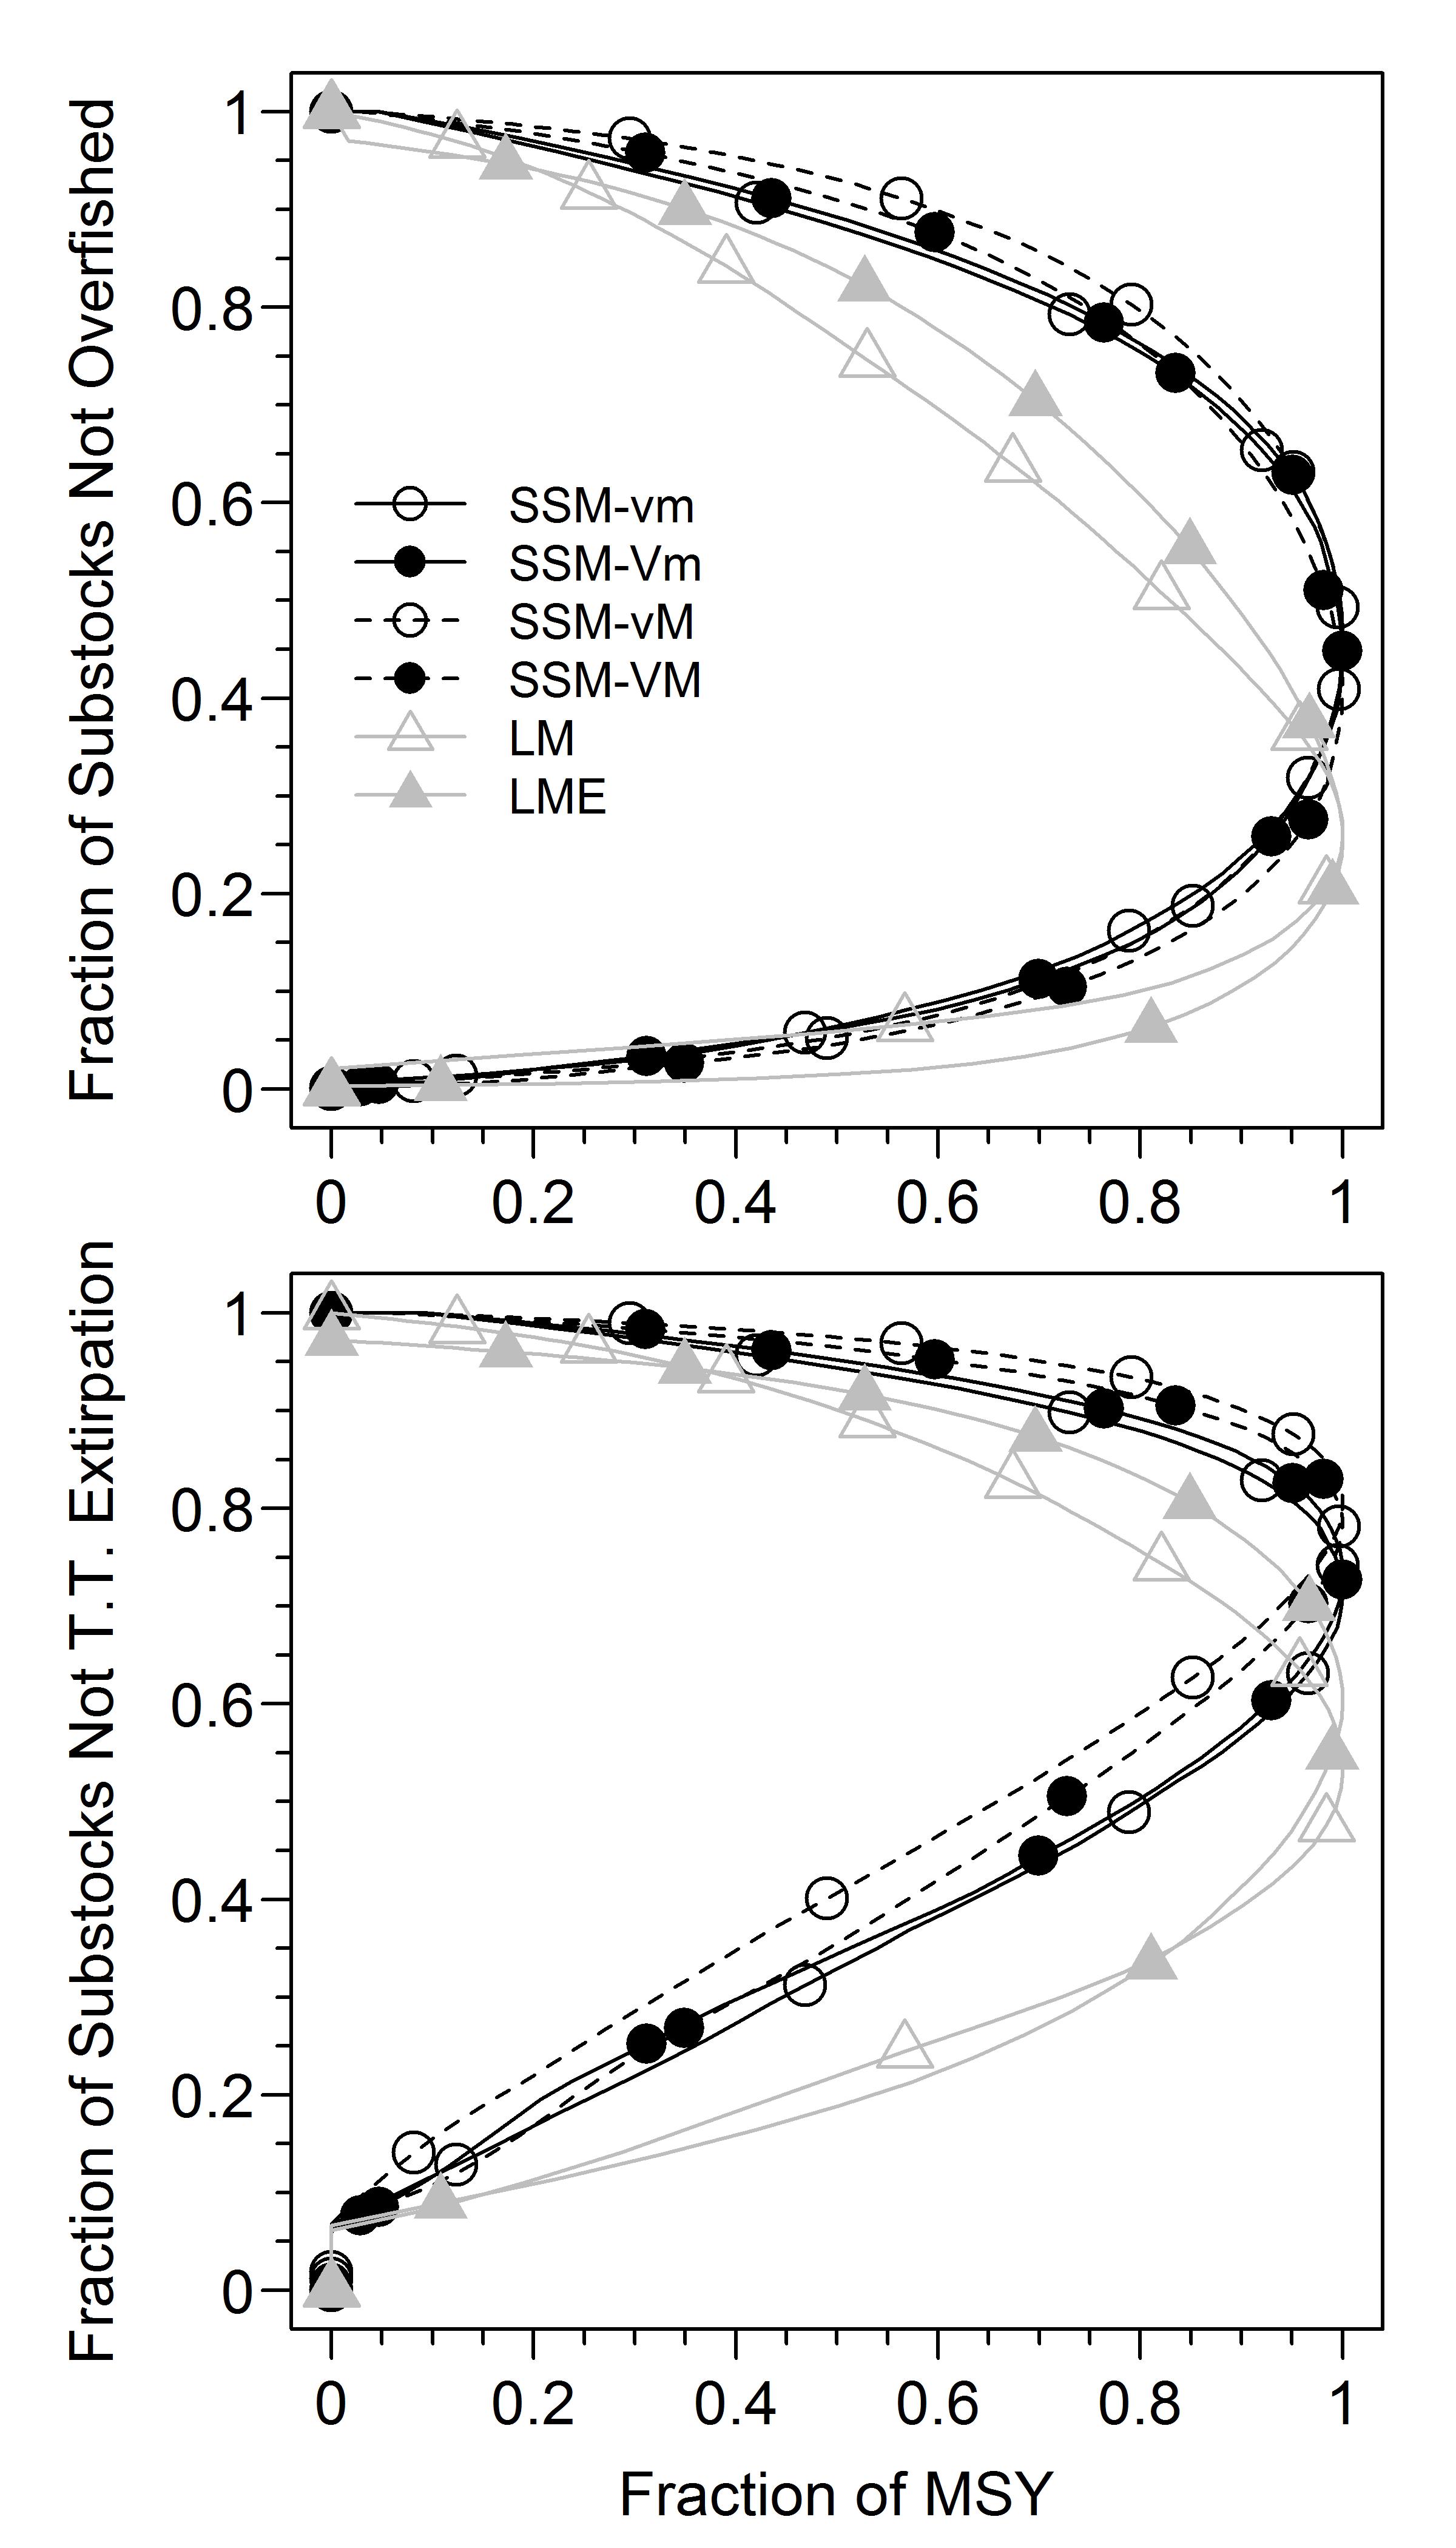 Fraction of Substocks Not Overfished
1
0.8
0.6
0.4
0.2
0
SSM-vm
SSM-Vm
SSM-vM
SSM-VM
LM
LME
0 0.2 0.4 0.6 0.8 1
Fraction of Substocks Not T.T. Extirpation
1
0.8
0.6
0.4
0.2
0
0 0.2 0.4 0.6 0.8 1
Fraction of MSY